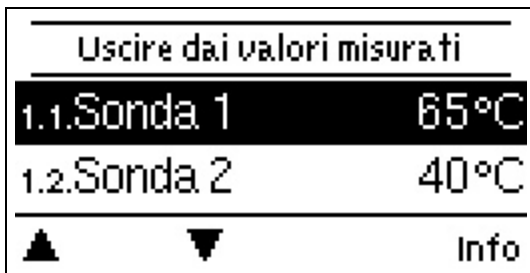 Uscire dai valori misurati
1.1.Sonda 1 65°C
1.2.Sonda 2 40°C
▲ ▼ Info